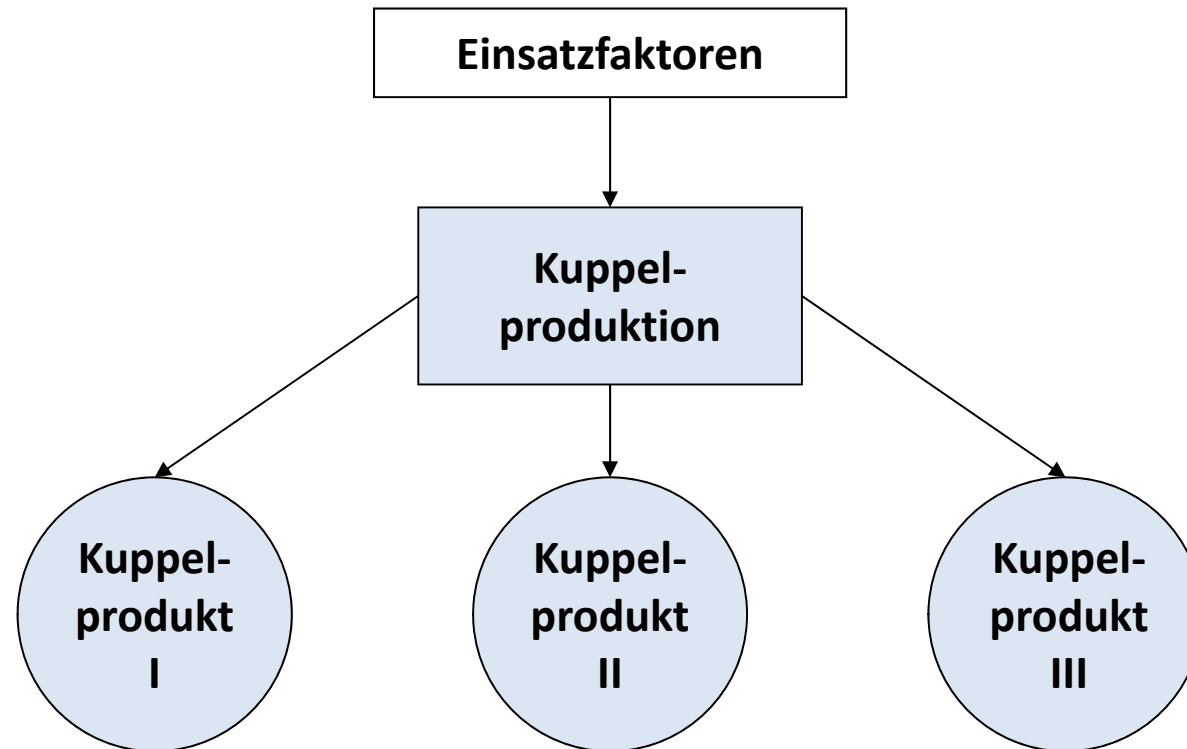 Einsatzfaktoren
Kuppel-
produktion
Kuppel-
produkt
I
Kuppel-
produkt
II
Kuppel-
produkt
III